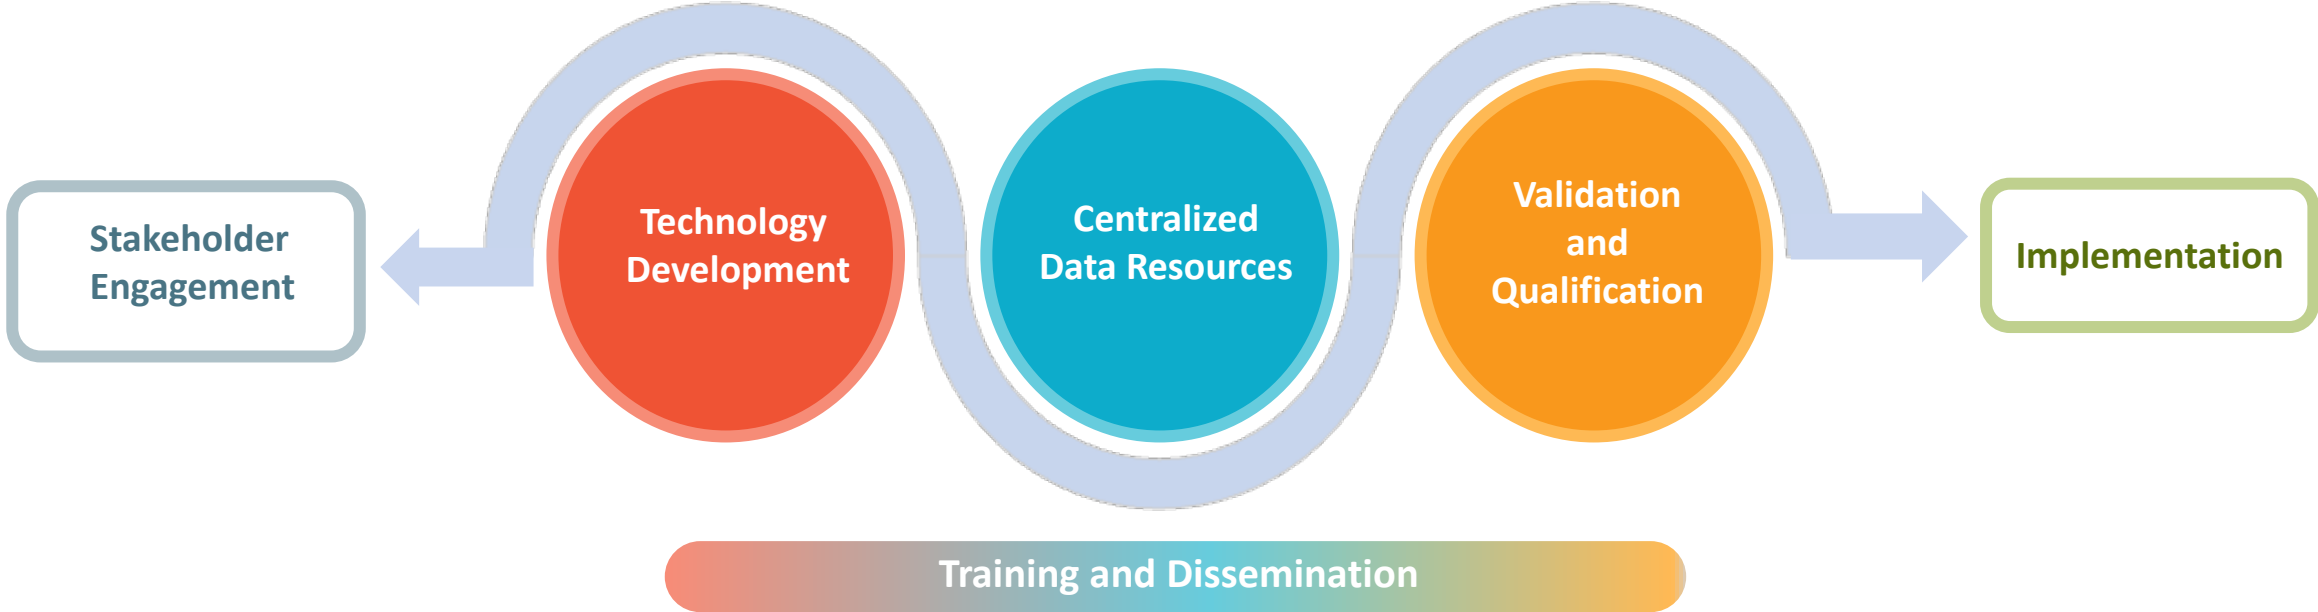 Stakeholder
Engagement
Technology
Development
Centralized
Data Resources
Validation
and
Qualification
Implementation
Training and Dissemination